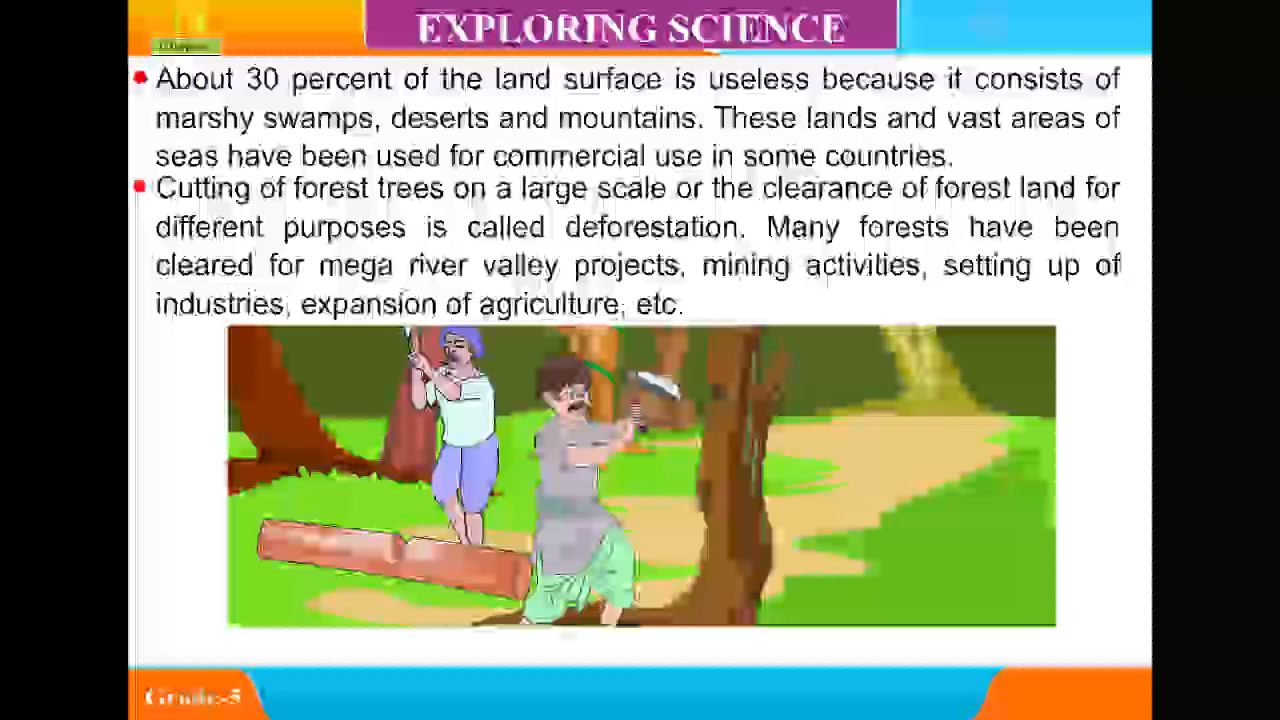 EXPLORING SCIENCE
About 30 percent of the land surface is useless because it consists of
marshy swamps, deserts and mountains. These lands and vast areas of
seas have been used for commercial use in some countries.
Cutting of forest trees on a large scale or the clearance of forest land for
different purposes is called deforestation. Many forests have been
cleared for mega river valley projects, mining activities, setting up of
industries, expansion of agriculture, etc.
Grade-5